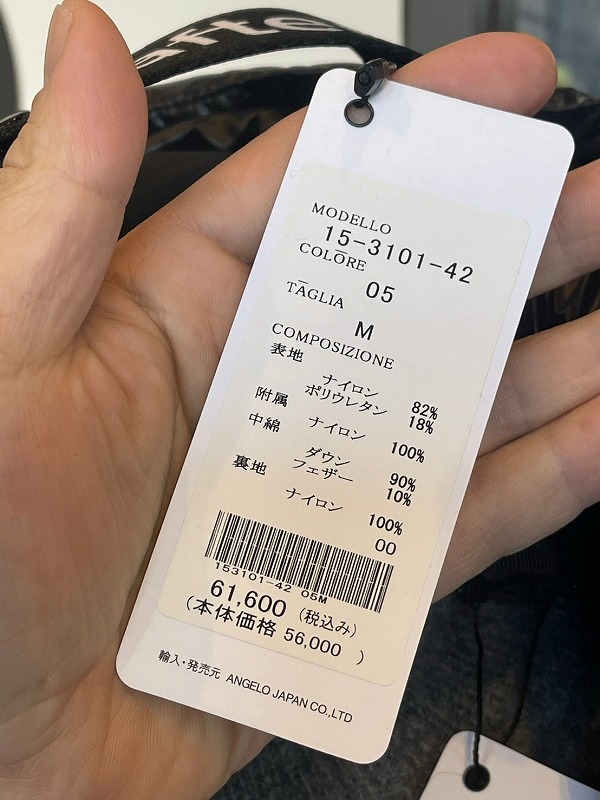 MODELLO
15-3101-42
COLORE
05
TAGLIA
M
COMPOSIZIONE
表地
ナイロン 82%
ポリウレタン 18%
附属 ナイロン 100%
中綿 ダウン 90%
フェザー 10%
裏地 ナイロン 100%
00
153101-42 05M
61,600 (税込み)
(本体価格 56,000 )
輸入・発売元 ANGELO JAPAN CO.,LTD